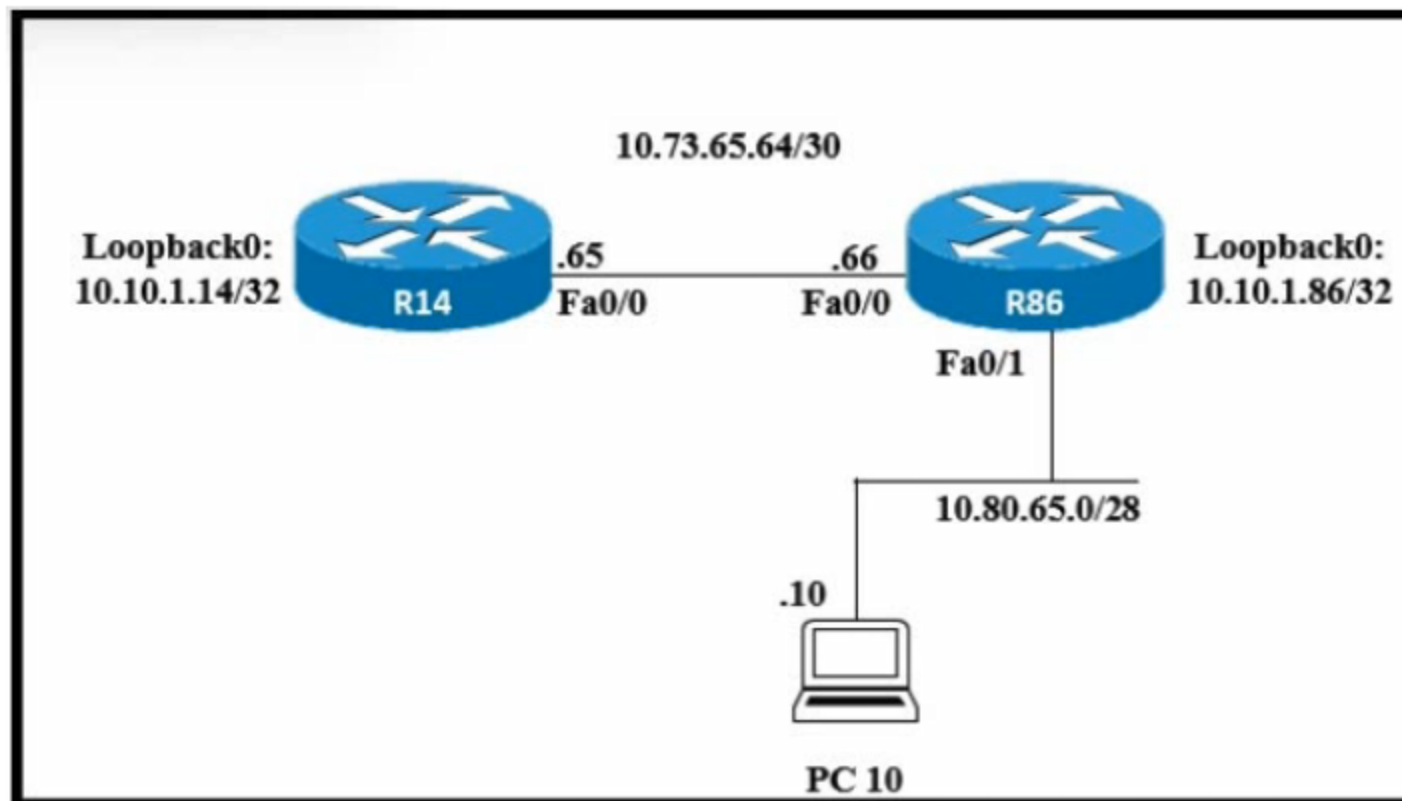 10.73.65.64/30
Loopback0:
10.10.1.14/32
R14
.65
Fa0/0
.66
Fa0/0
R86
Loopback0:
10.10.1.86/32
Fa0/1
10.80.65.0/28
.10
PC 10